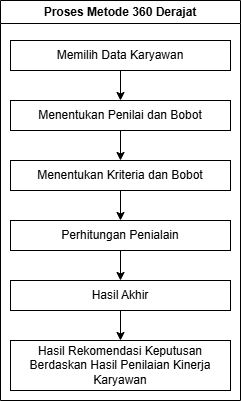 Proses Metode 360 Derajat
Memilih Data Karyawan
Menentukan Penilai dan Bobot
Menentukan Kriteria dan Bobot
Perhitungan Penialain
Hasil Akhir
Hasil Rekomendasi Keputusan
Berdaskan Hasil Penilaian Kinerja
Karyawan